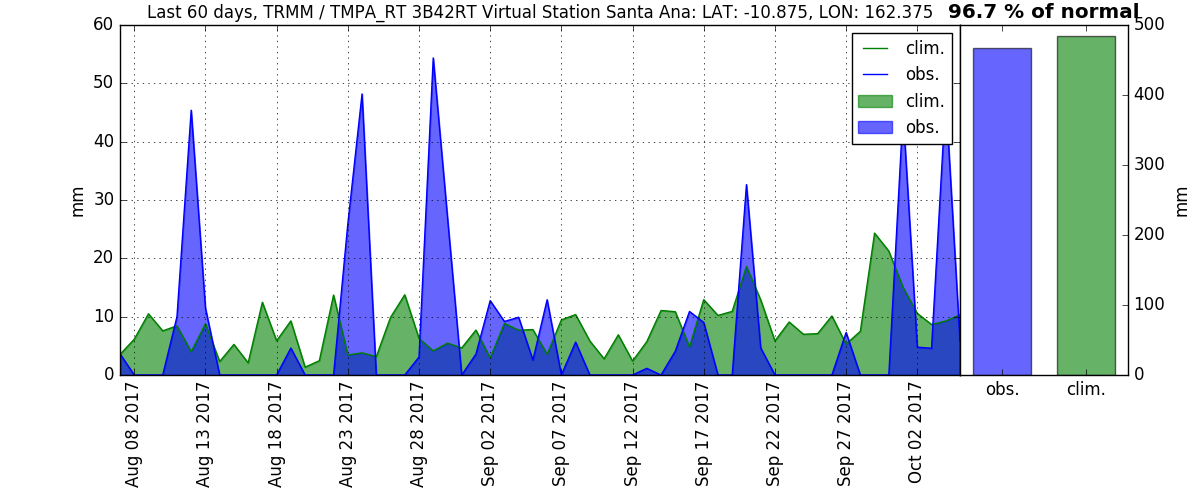 Last 60 days, TRMM / TMPA_RT 3B42RT Virtual Station Santa Ana: LAT: -10.875, LON: 162.375
96.7 % of normal
clim.
obs.
clim.
obs.
60
50
40
30
20
10
0
mm
500
400
300
200
100
0
mm
Aug 08 2017
Aug 13 2017
Aug 18 2017
Aug 23 2017
Aug 28 2017
Sep 02 2017
Sep 07 2017
Sep 12 2017
Sep 17 2017
Sep 22 2017
Sep 27 2017
Oct 02 2017
obs.
clim.